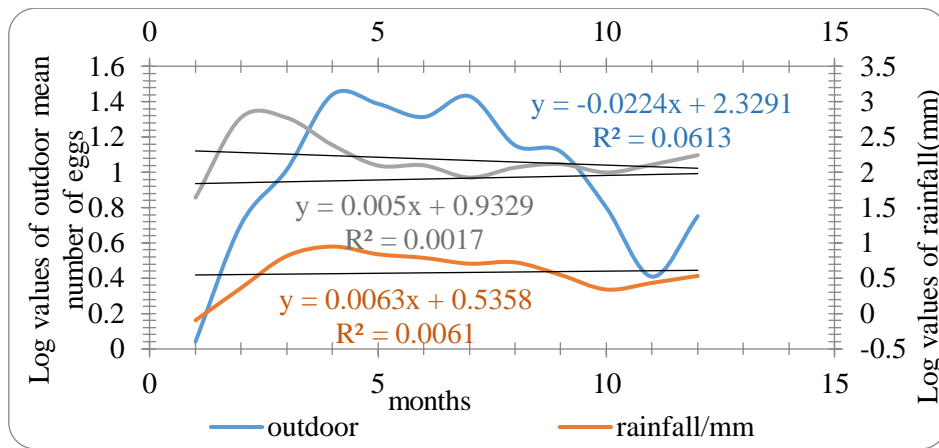 0 5 10 15
1.6
1.4
1.2
1
0.8
0.6
0.4
0.2
0
Log values of outdoor mean
number of eggs
y = -0.0224x + 2.3291
R² = 0.0613
y = 0.005x + 0.9329
R² = 0.0017
y = 0.0063x + 0.5358
R² = 0.0061
3.5
3
2.5
2
1.5
1
0.5
0
-0.5
Log values of rainfall(mm)
0 5 10 15
months
outdoor rainfall/mm